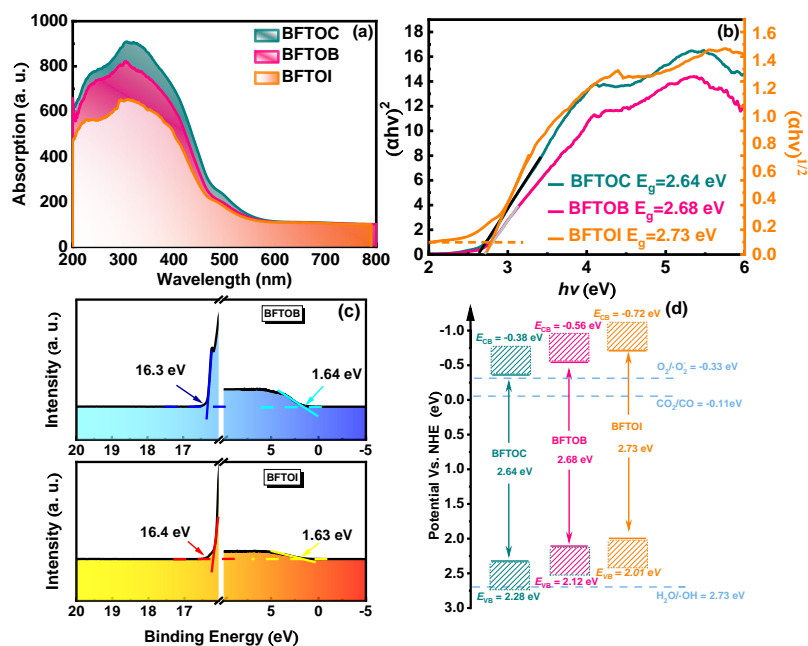 (a)
BFTOC
BFTOB
BFTOI
Absorption (a. u.)
1000
800
600
400
200
0
200 300 400 500 600 700 800
Wavelength (nm)
(b)
(αhv)²
18
16
14
12
10
8
6
4
2
0
(αhv)^1/2
1.6
1.4
1.2
1.0
0.8
0.6
0.4
0.2
0.0
BFTOC Eg=2.64 eV
BFTOB Eg=2.68 eV
BFTOI Eg=2.73 eV
2 3 4 5 6
hv (eV)
(c)
BFTOB
Intensity (a. u.)
16.3 eV
1.64 eV
20 19 18 17 5 0 -5
BFTOI
Intensity (a. u.)
16.4 eV
1.63 eV
20 19 18 17 5 0 -5
Binding Energy (eV)
(d)
Potential Vs. NHE (eV)
-1.0
-0.5
0.0
0.5
1.0
1.5
2.0
2.5
3.0
ECB = -0.38 eV
ECB = -0.56 eV
ECB = -0.72 eV
O2/·O2- = -0.33 eV
CO2/CO = -0.11eV
BFTOC
2.64 eV
BFTOB
2.68 eV
BFTOI
2.73 eV
EVB = 2.28 eV
EVB = 2.12 eV
EVB = 2.01 eV
H2O/·OH = 2.73 eV